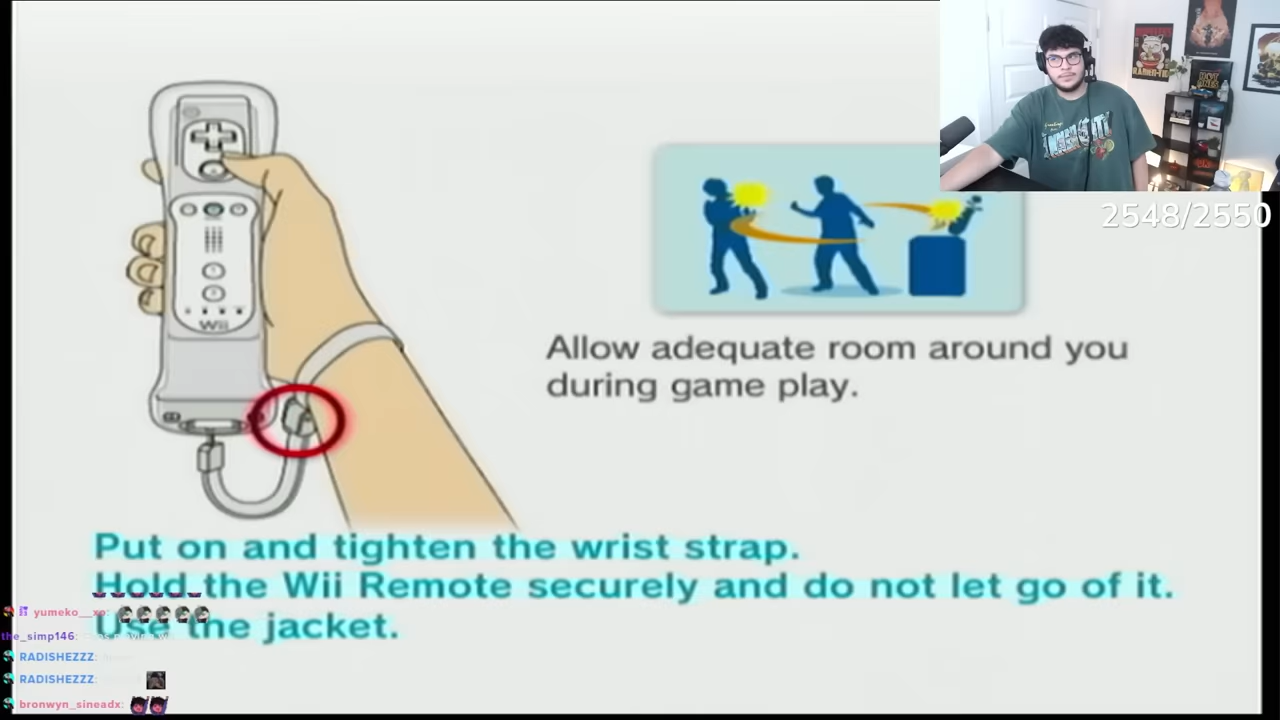 2548/2550
Wii
Allow adequate room around you
during game play.
Put on and tighten the wrist strap.
Hold the Wii Remote securely and do not let go of it.
Use the jacket.
yumeko__xo:
the_simp146:
RADISHEZZZ:
RADISHEZZZ:
bronwyn_sineadx: